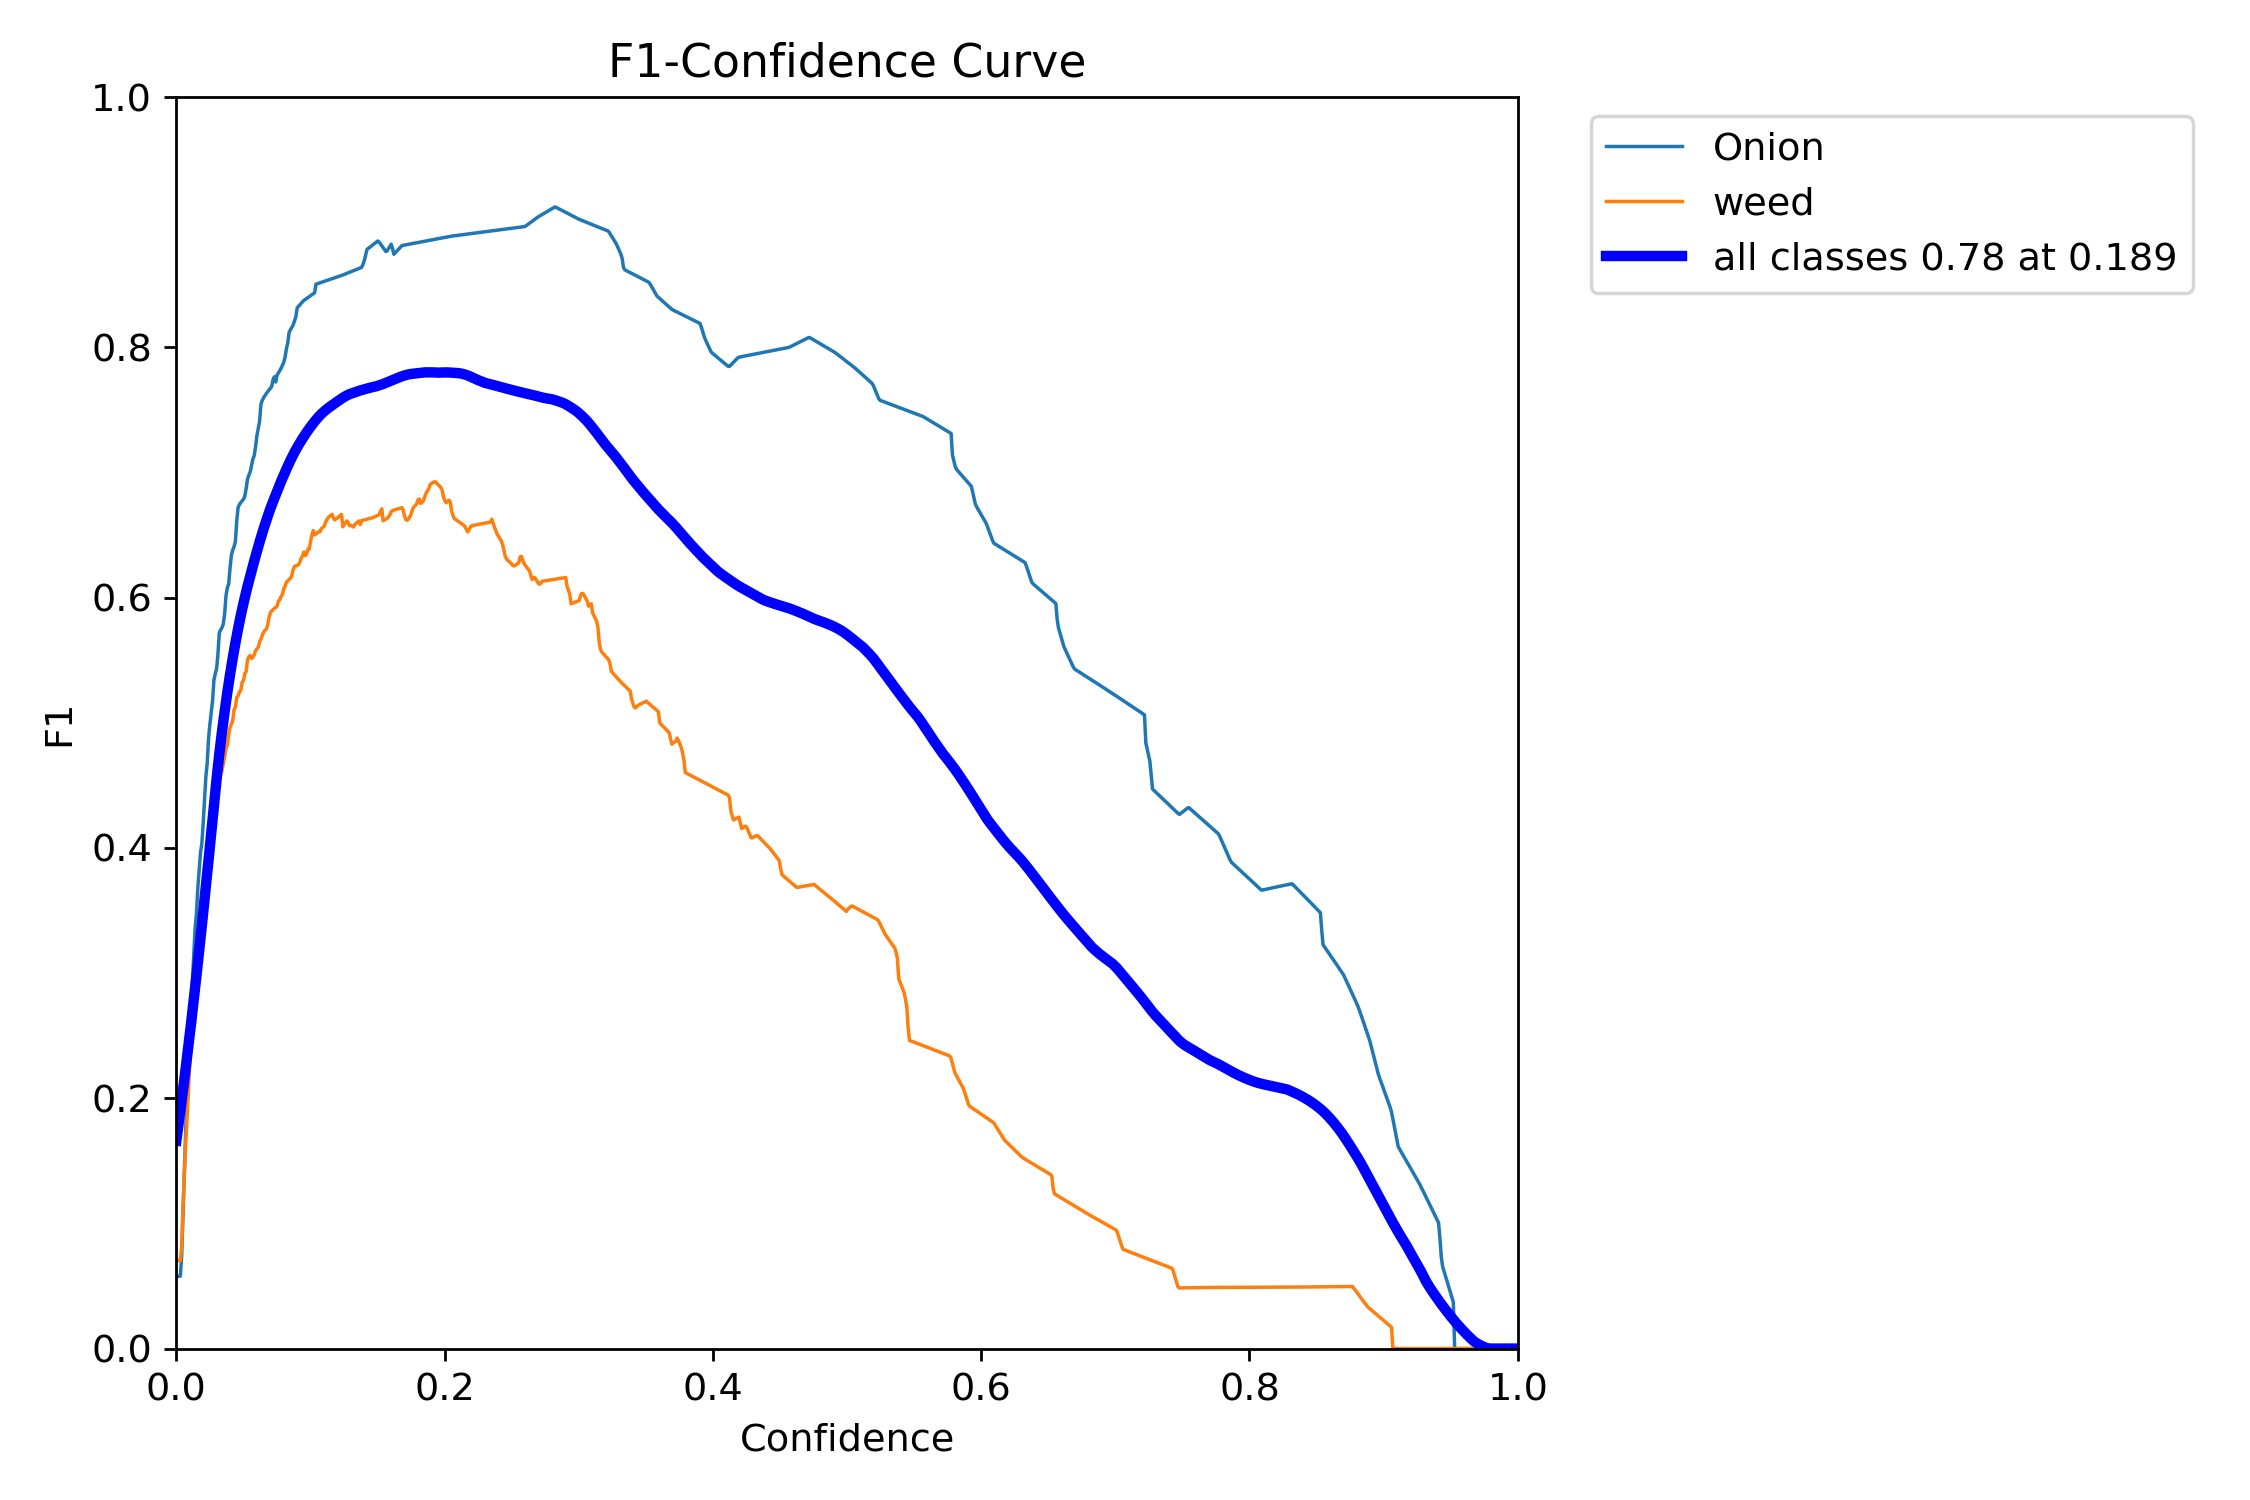 F1-Confidence Curve
Onion
weed
all classes 0.78 at 0.189
1.0
0.8
0.6
0.4
0.2
0.0
F1
0.0 0.2 0.4 0.6 0.8 1.0
Confidence